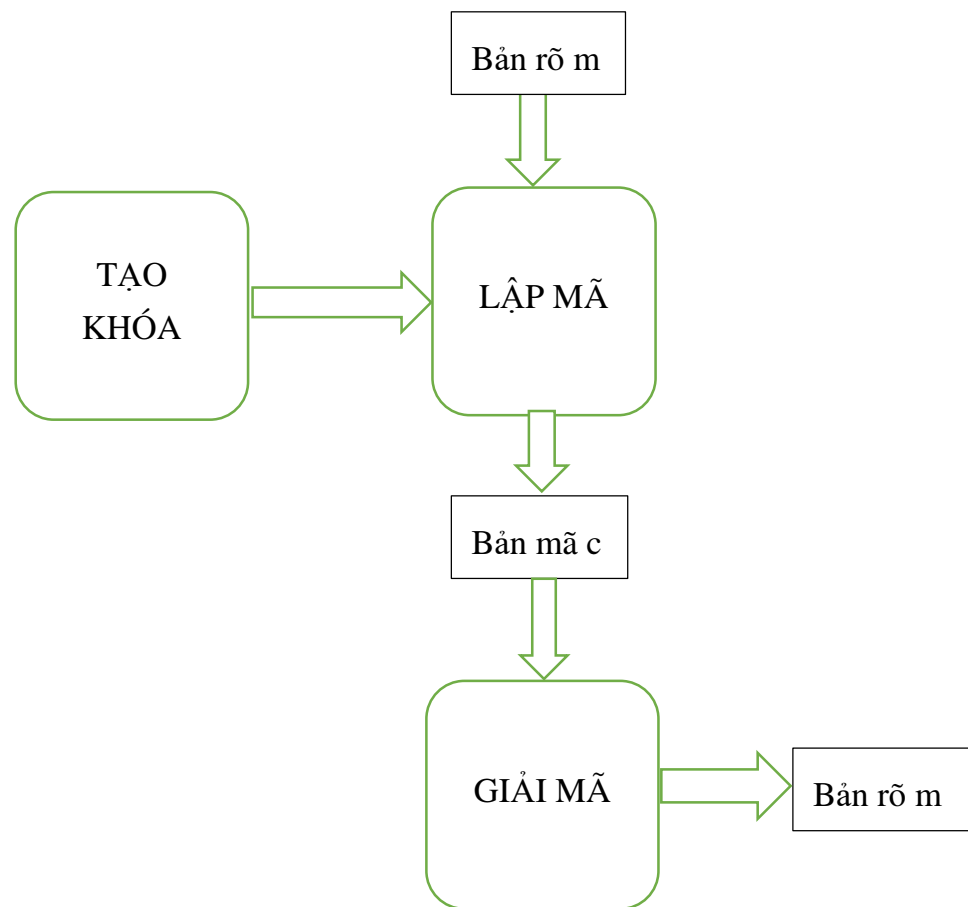 Bản rõ m
TẠO
KHÓA
LẬP MÃ
Bản mã c
GIẢI MÃ
Bản rõ m